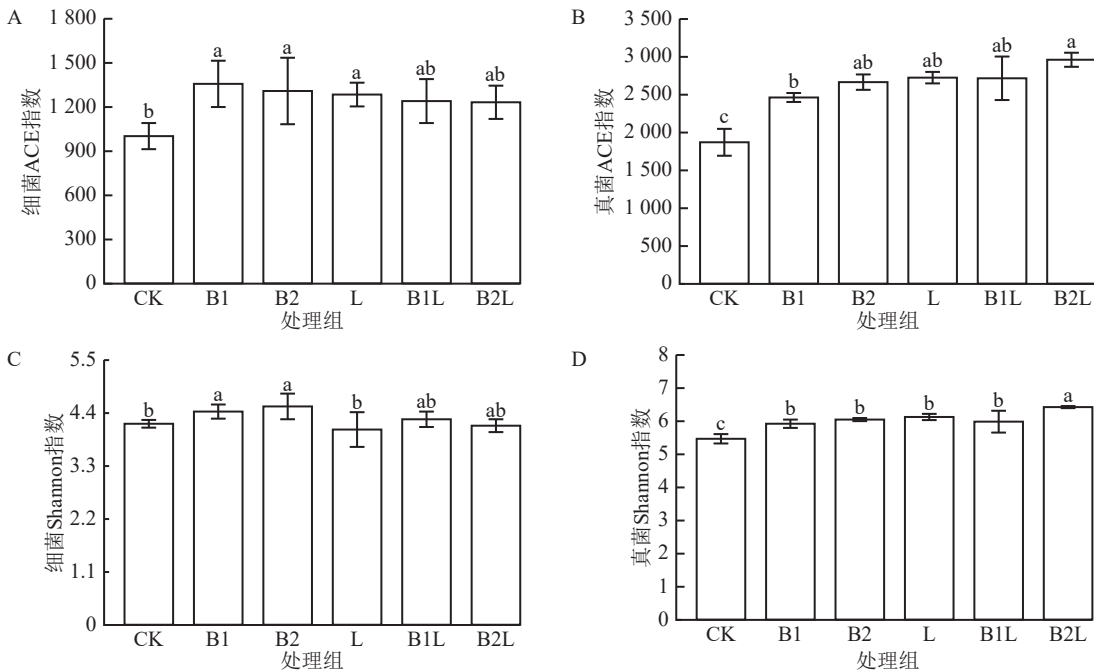 A
细菌ACE指数
1 800
1 500
1 200
900
600
300
0
b
a
a
a
ab
ab
CK B1 B2 L B1L B2L
处理组
B
真菌ACE指数
3 500
3 000
2 500
2 000
1 500
1 000
500
0
c
b
ab
ab
ab
a
CK B1 B2 L B1L B2L
处理组
C
细菌Shannon指数
5.5
4.4
3.3
2.2
1.1
0
b
a
a
b
ab
ab
CK B1 B2 L B1L B2L
处理组
D
真菌Shannon指数
8
7
6
5
4
3
2
1
0
c
b
b
b
b
a
CK B1 B2 L B1L B2L
处理组